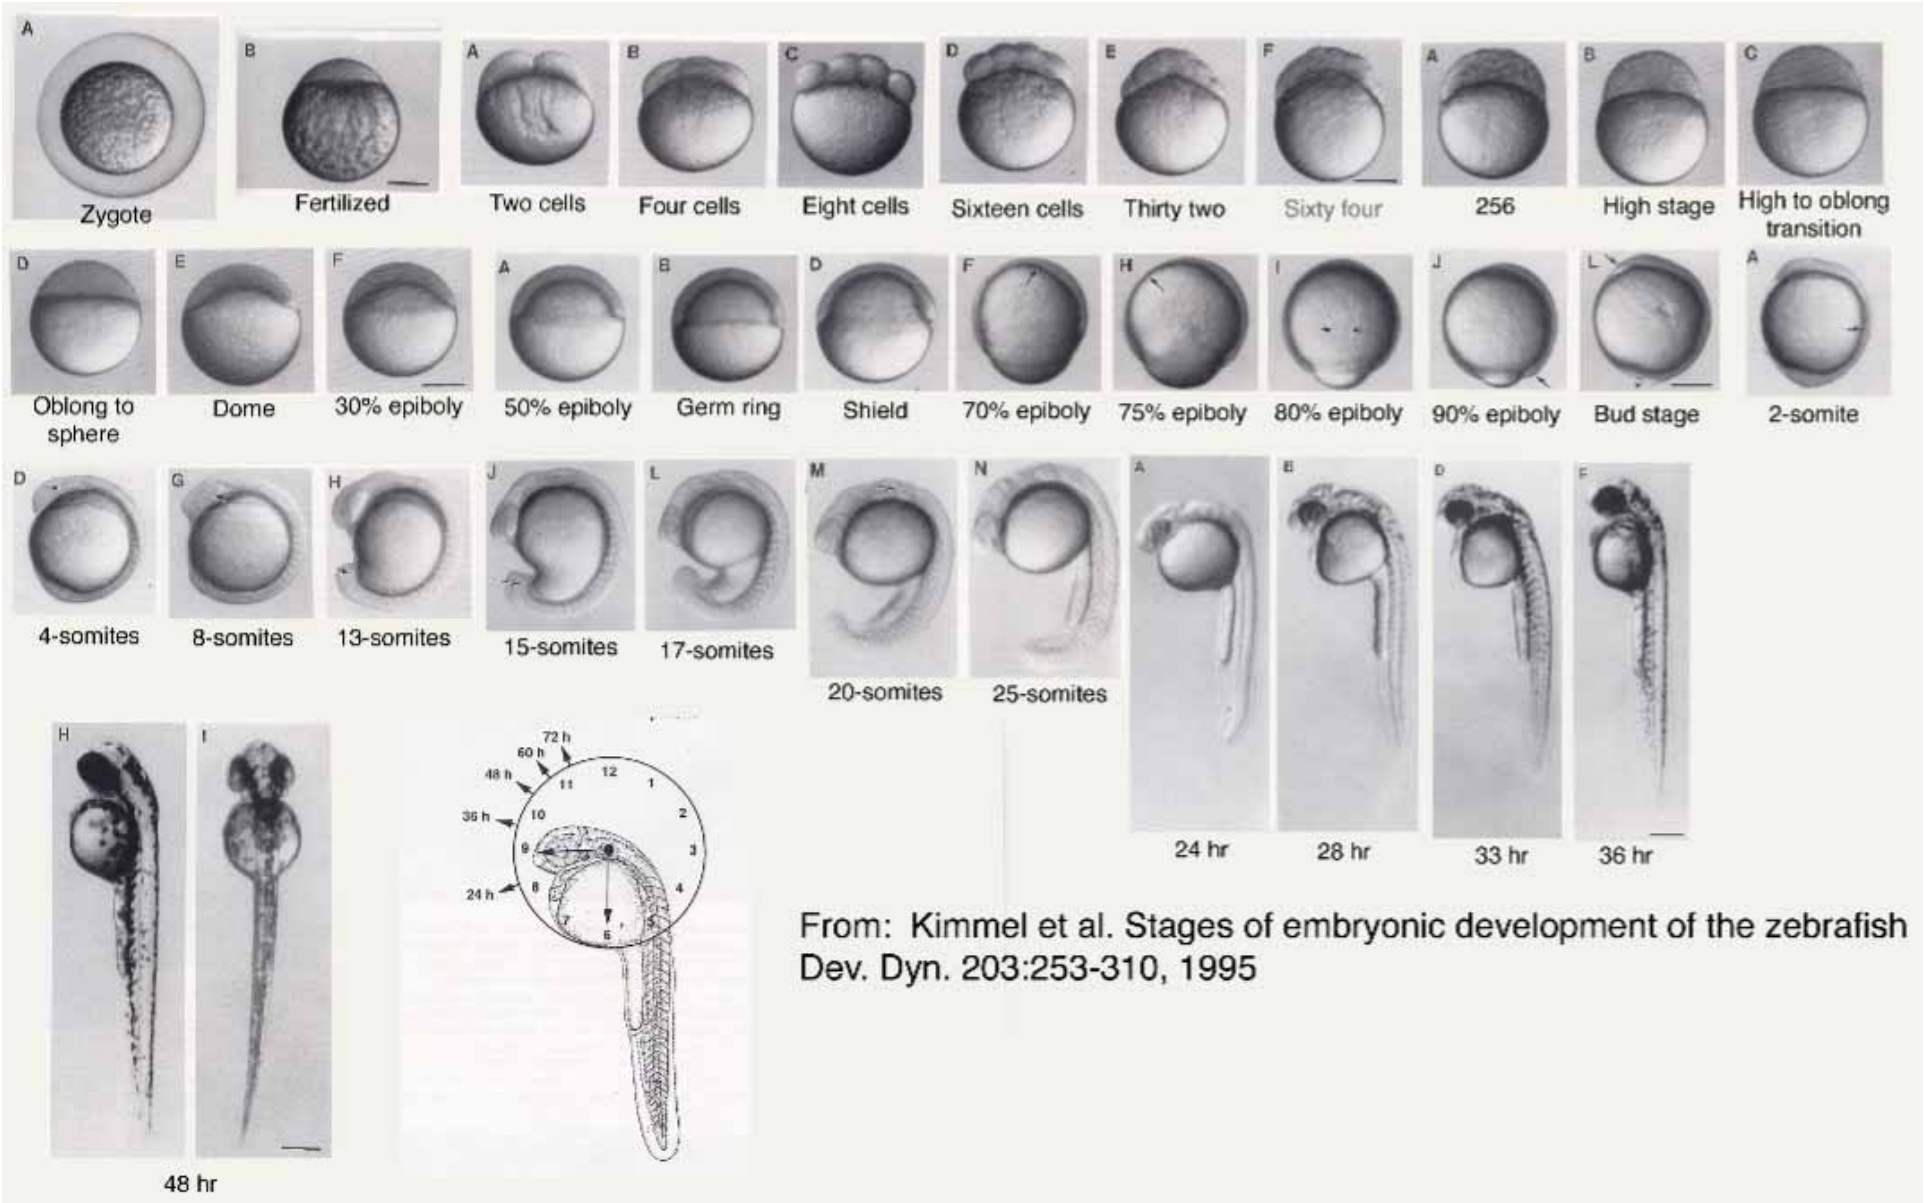 A
B
A
B
C
D
E
F
A
B
C
Zygote
Fertilized
Two cells
Four cells
Eight cells
Sixteen cells
Thirty two
Sixty four
256
High stage
High to oblong
transition
D
E
F
A
B
D
F
H
I
J
L
A
Oblong to
sphere
Dome
30% epiboly
50% epiboly
Germ ring
Shield
70% epiboly
75% epiboly
80% epiboly
90% epiboly
Bud stage
2-somite
D
G
H
J
L
M
N
A
D
4-somites
8-somites
13-somites
15-somites
17-somites
20-somites
25-somites
24 hr
28 hr
33 hr
36 hr
H
I
48 hr
72 h
60 h
48 h
36 h
24 h
12
1
2
3
4
5
6
7
8
9
10
11
From: Kimmel et al. Stages of embryonic development of the zebrafish
Dev. Dyn. 203:253-310, 1995